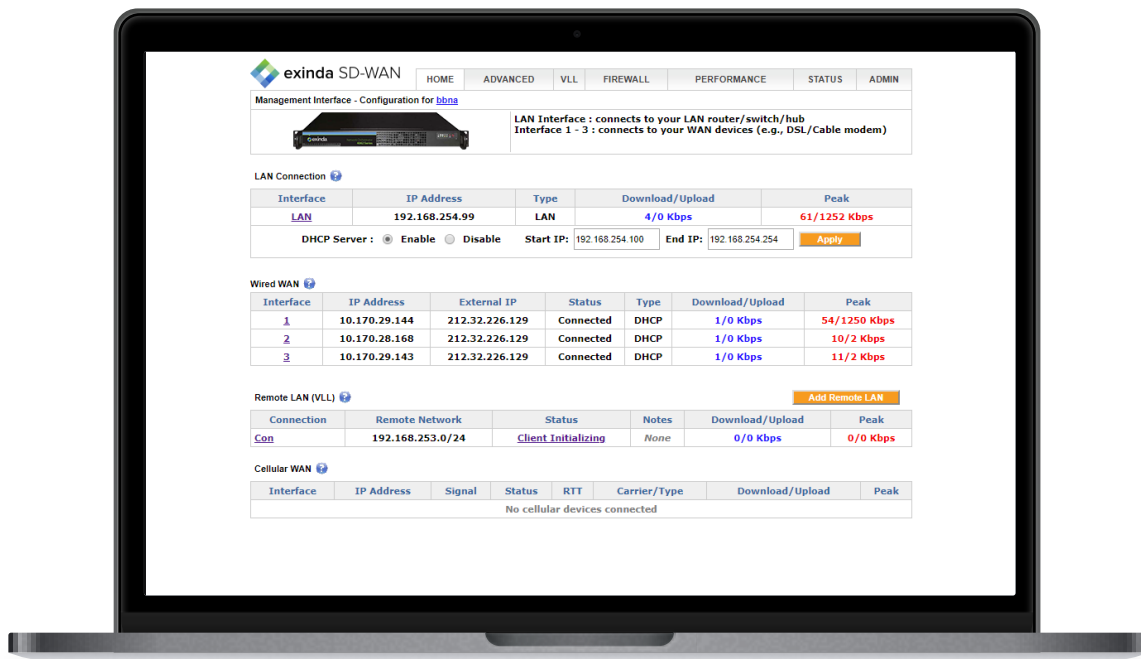 exinda SD-WAN
HOME ADVANCED VLL FIREWALL PERFORMANCE STATUS ADMIN
Management Interface - Configuration for bbna
LAN Interface : connects to your LAN router/switch/hub
Interface 1 - 3 : connects to your WAN devices (e.g., DSL/Cable modem)
exinda
LAN Connection ?
Interface IP Address Type Download/Upload Peak
LAN 192.168.254.99 LAN 4/0 Kbps 61/1252 Kbps
DHCP Server : Enable Disable Start IP: 192.168.254.100 End IP: 192.168.254.254 Apply
Wired WAN ?
Interface IP Address External IP Status Type Download/Upload Peak
1 10.170.29.144 212.32.226.129 Connected DHCP 1/0 Kbps 54/1250 Kbps
2 10.170.28.168 212.32.226.129 Connected DHCP 1/0 Kbps 10/2 Kbps
3 10.170.29.143 212.32.226.129 Connected DHCP 1/0 Kbps 11/2 Kbps
Remote LAN (VLL) ? Add Remote LAN
Connection Remote Network Status Notes Download/Upload Peak
Con 192.168.253.0/24 Client Initializing None 0/0 Kbps 0/0 Kbps
Cellular WAN ?
Interface IP Address Signal Status RTT Carrier/Type Download/Upload Peak
No cellular devices connected